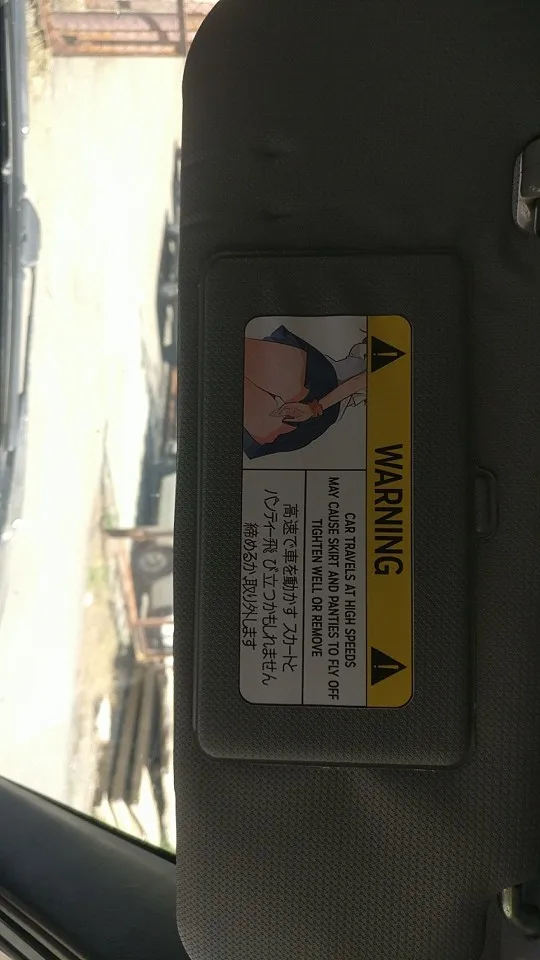 WARNING
CAR TRAVELS AT HIGH SPEEDS
MAY CAUSE SKIRT AND PANTIES TO FLY OFF
TIGHTEN WELL OR REMOVE
高速で車を動かす スカートと
パンティー飛 び立つかもしれません
締めるか,取り外します